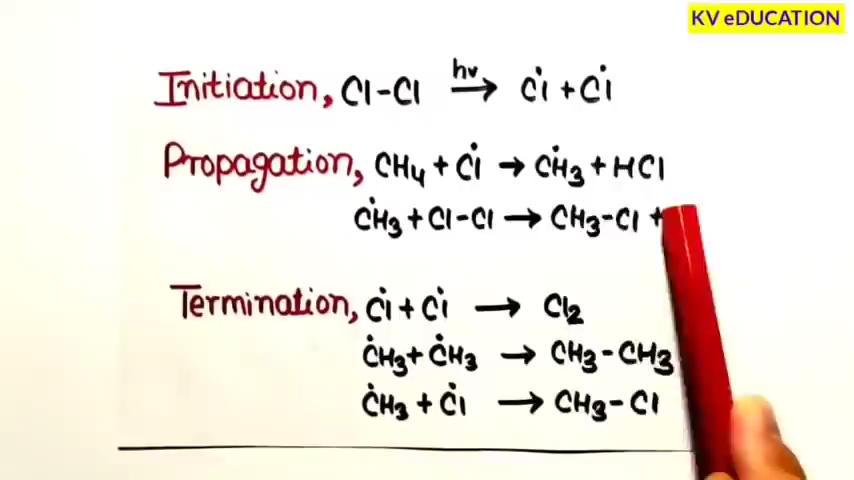 KV eDUCATION
Initiation, Cl-Cl hν → Ċl + Ċl
Propagation, CH4 + Ċl → ĊH3 + HCl
ĊH3 + Cl-Cl → CH3-Cl +
Termination, Ċl + Ċl → Cl2
ĊH3 + ĊH3 → CH3-CH3
ĊH3 + Ċl → CH3-Cl